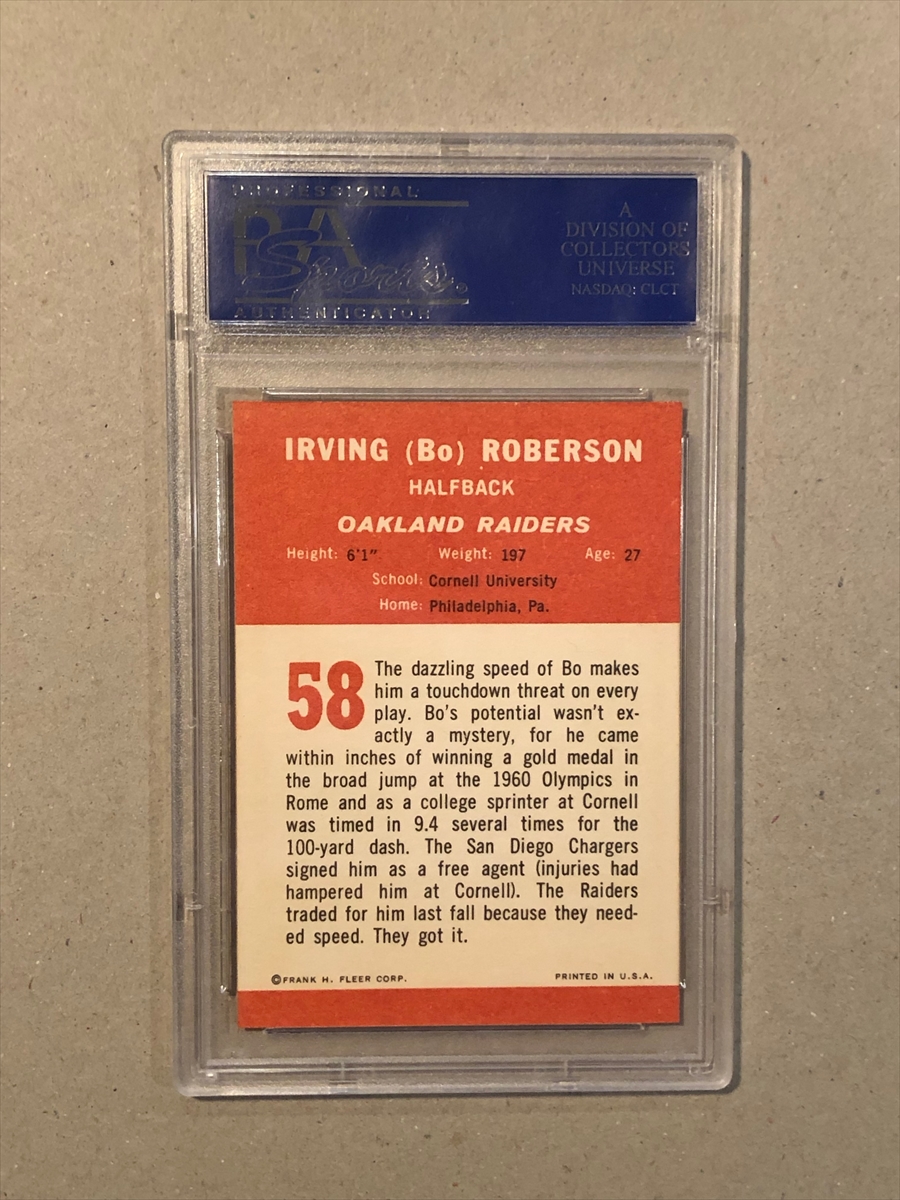 PROFESSIONAL
PSA
Sports®
AUTHENTICATOR
A
DIVISION OF
COLLECTORS
UNIVERSE
NASDAQ: CLCT
IRVING (Bo) ROBERSON
HALFBACK
OAKLAND RAIDERS
Height: 6'1" Weight: 197 Age: 27
School: Cornell University
Home: Philadelphia, Pa.
58
The dazzling speed of Bo makes
him a touchdown threat on every
play. Bo's potential wasn't ex-
actly a mystery, for he came
within inches of winning a gold medal in
the broad jump at the 1960 Olympics in
Rome and as a college sprinter at Cornell
was timed in 9.4 several times for the
100-yard dash. The San Diego Chargers
signed him as a free agent (injuries had
hampered him at Cornell). The Raiders
traded for him last fall because they need-
ed speed. They got it.
©FRANK H. FLEER CORP. PRINTED IN U.S.A.